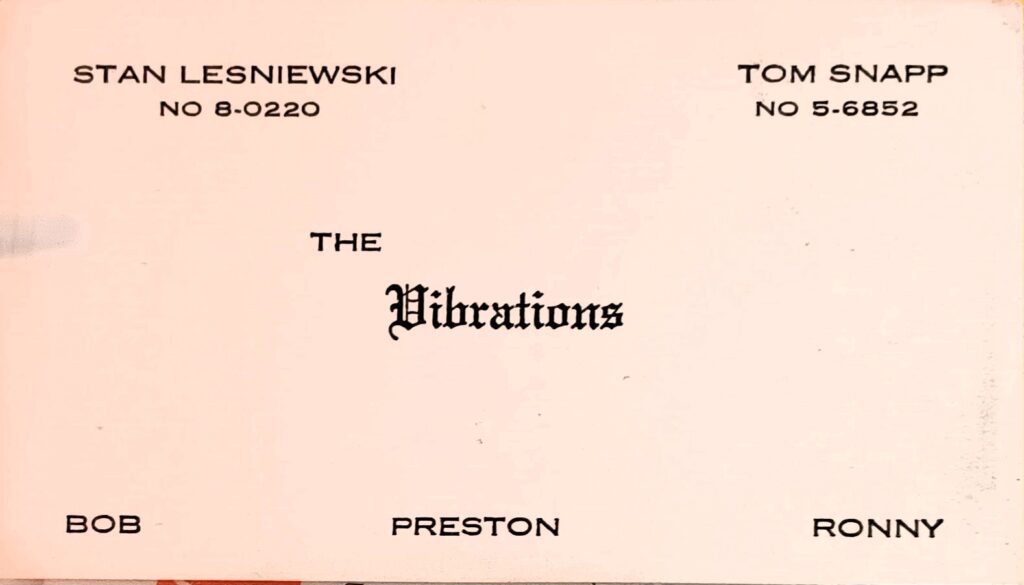 STAN LESNIEWSKI
NO 8-0220
TOM SNAPP
NO 5-6852
THE
Vibrations
BOB
PRESTON
RONNY